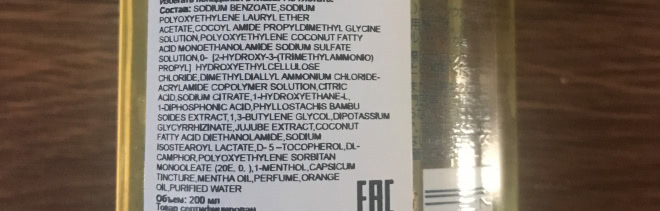 Состав: SODIUM BENZOATE,SODIUM
POLYOXYETHYLENE LAURYL ETHER
ACETATE,COCOYL AMIDE PROPYLDIMETHYL GLYCINE
SOLUTION,POLYOXYETHYLENE COCONUT FATTY
ACID MONOETHANOLAMIDE SODIUM SULFATE
SOLUTION,0- [2-HYDROXY-3-(TRIMETHYLAMMONIO)
PROPYL] HYDROXYETHYLCELLULOSE
CHLORIDE,DIMETHYLDIALLYL AMMONIUM CHLORIDE-
ACRYLAMIDE COPOLYMER SOLUTION,CITRIC
ACID,SODIUM CITRATE,1-HYDROXYETHANE-L,
1-DIPHOSPHONIC ACID,PHYLLOSTACHIS BAMBU
SOIDES EXTRACT,1,3-BUTYLENE GLYCOL,DIPOTASSIUM
GLYCYRRHIZINATE,JUJUBE EXTRACT,COCONUT
FATTY ACID DIETHANOLAMIDE,SODIUM
ISOSTEAROYL LACTATE,D- 5 –TOCOPHEROL,DL-
CAMPHOR,POLYOXYETHYLENE SORBITAN
MONOOLEATE (20E, 0. ),1-MENTHOL,CAPSICUM
TINCTURE,MENTHA OIL,PERFUME,ORANGE
OIL,PURIFIED WATER
Объем: 200 мл
Товар сертифицирован
EAC